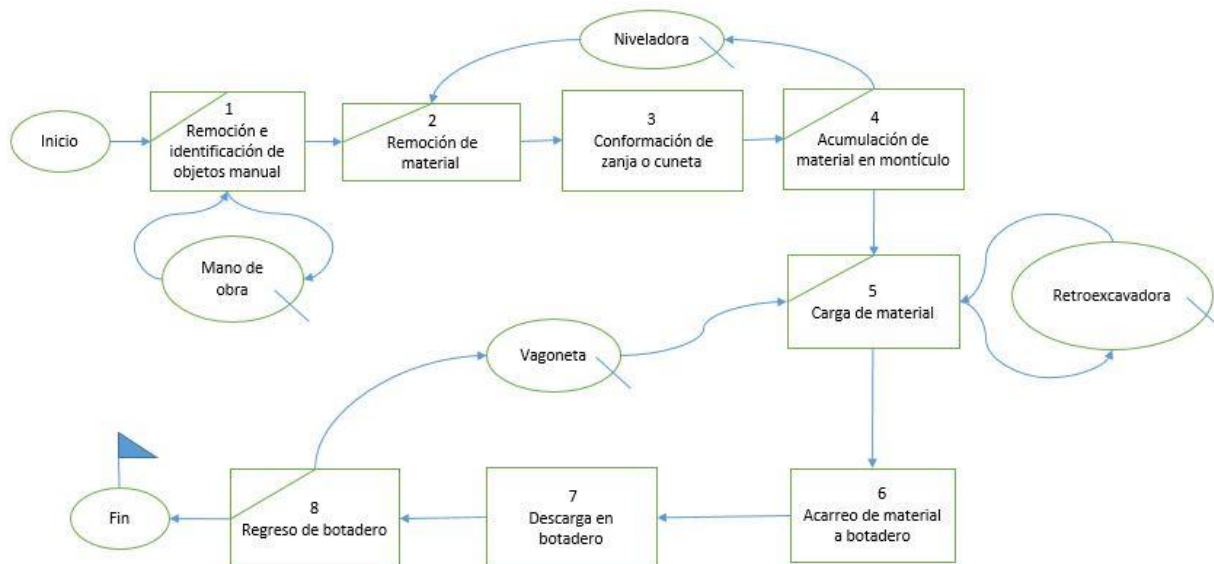 Niveladora
Inicio
1
Remoción e
identificación de
objetos manual
2
Remoción de
material
3
Conformación de
zanja o cuneta
4
Acumulación de
material en montículo
Mano de
obra
5
Carga de material
Retroexcavadora
Vagoneta
Fin
8
Regreso de botadero
7
Descarga en
botadero
6
Acarreo de material
a botadero